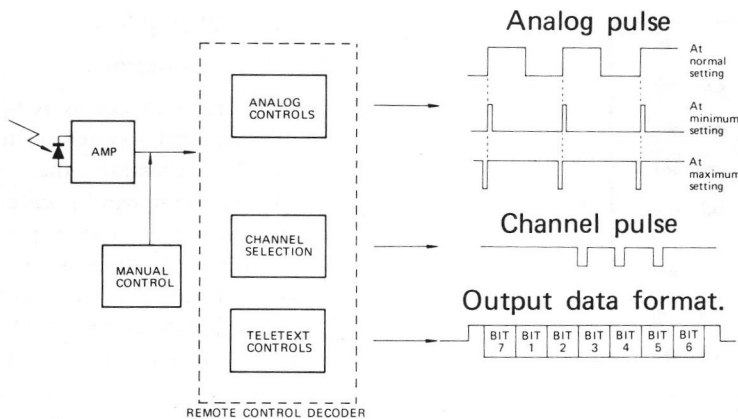 Analog pulse
At
normal
setting
ANALOG
CONTROLS
At
minimum
setting
AMP
At
maximum
setting
Channel pulse
CHANNEL
SELECTION
MANUAL
CONTROL
Output data format.
TELETEXT
CONTROLS
BIT
7
BIT
1
BIT
2
BIT
3
BIT
4
BIT
5
BIT
6
REMOTE CONTROL DECODER